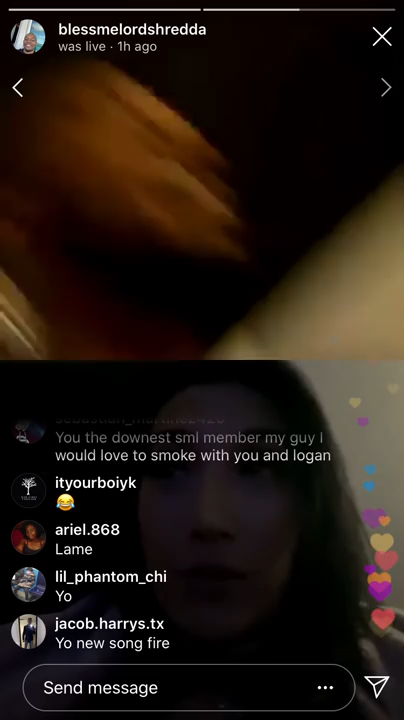 blessmelordshredda
was live · 1h ago
sebastian_martinez2426
You the downest sml member my guy I
would love to smoke with you and logan
ityourboiyk
😂
ariel.868
Lame
lil_phantom_chi
Yo
jacob.harrys.tx
Yo new song fire
Send message